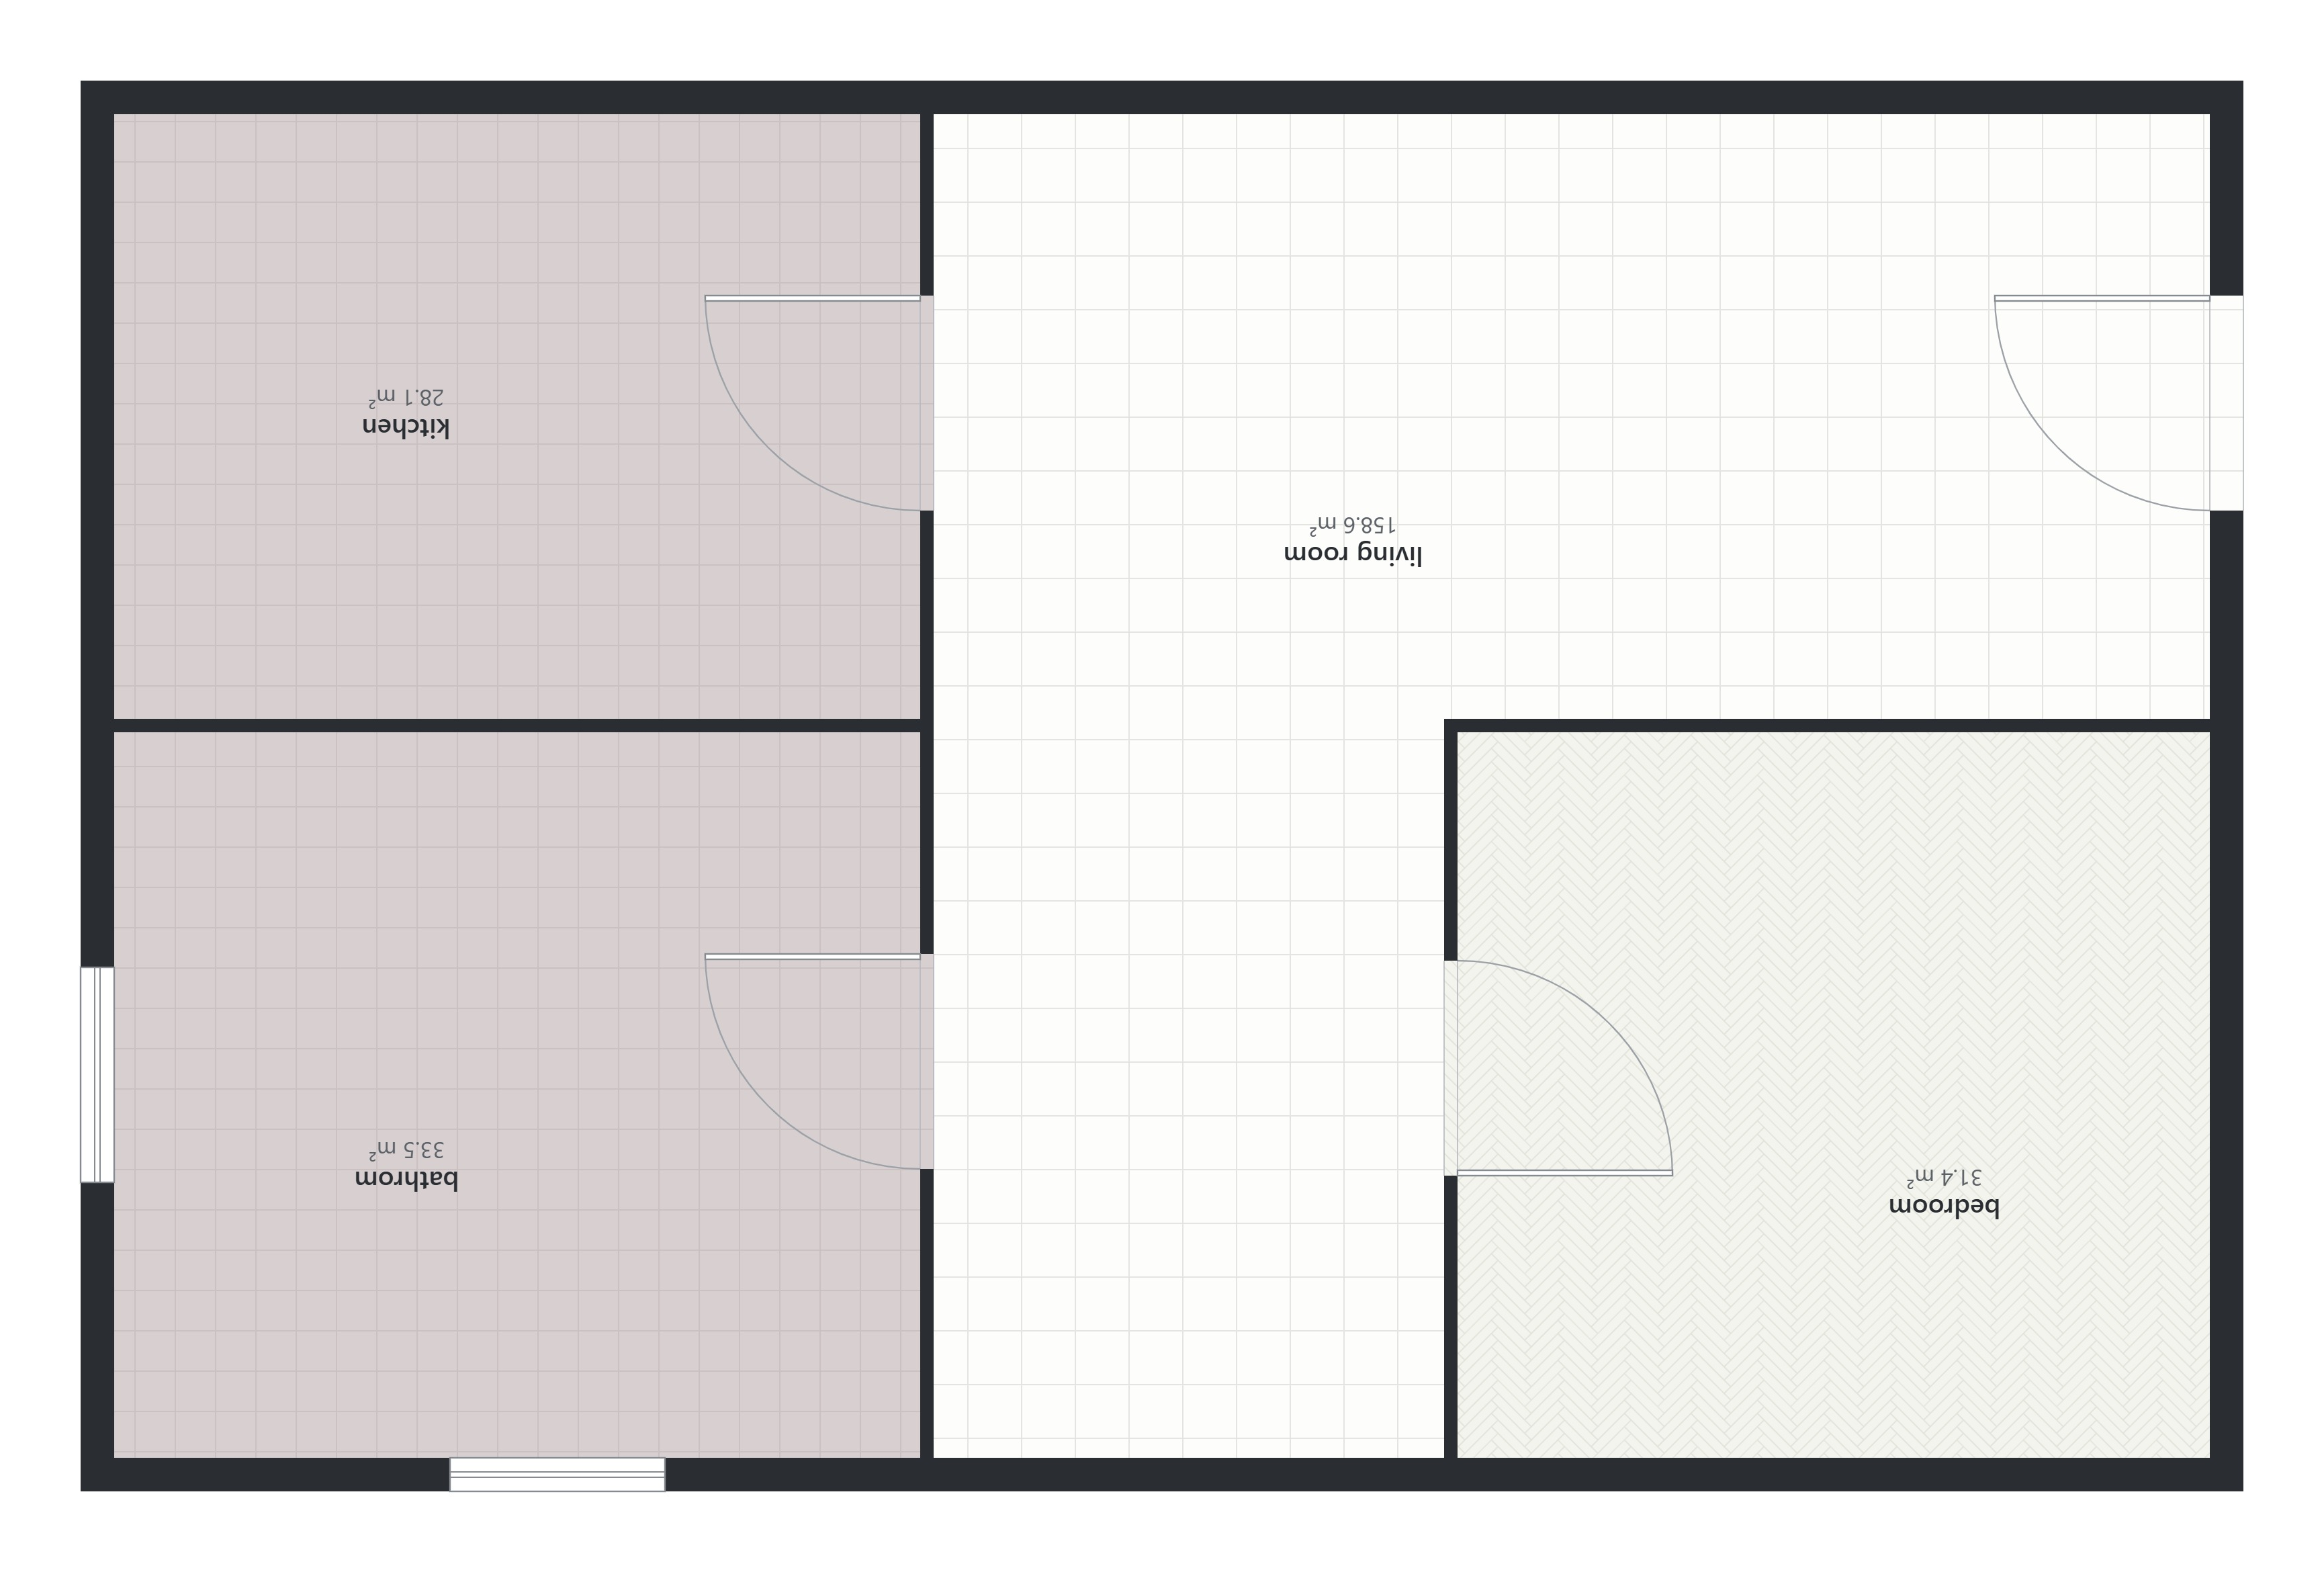 bedroom
31.4 m²
bathrom
33.5 m²
living room
158.6 m²
kitchen
28.1 m²